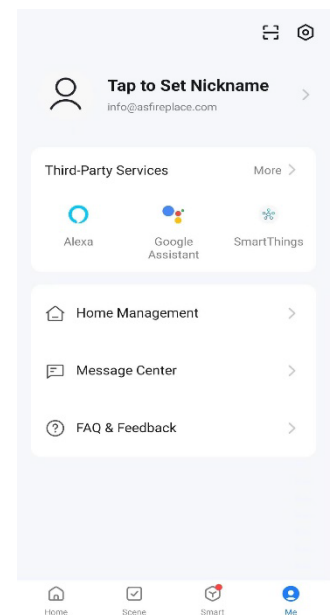 Tap to Set Nickname
info@asfireplace.com
Third-Party Services
More
Alexa
Google
Assistant
SmartThings
Home Management
Message Center
FAQ & Feedback
Home
Scene
Smart
Me